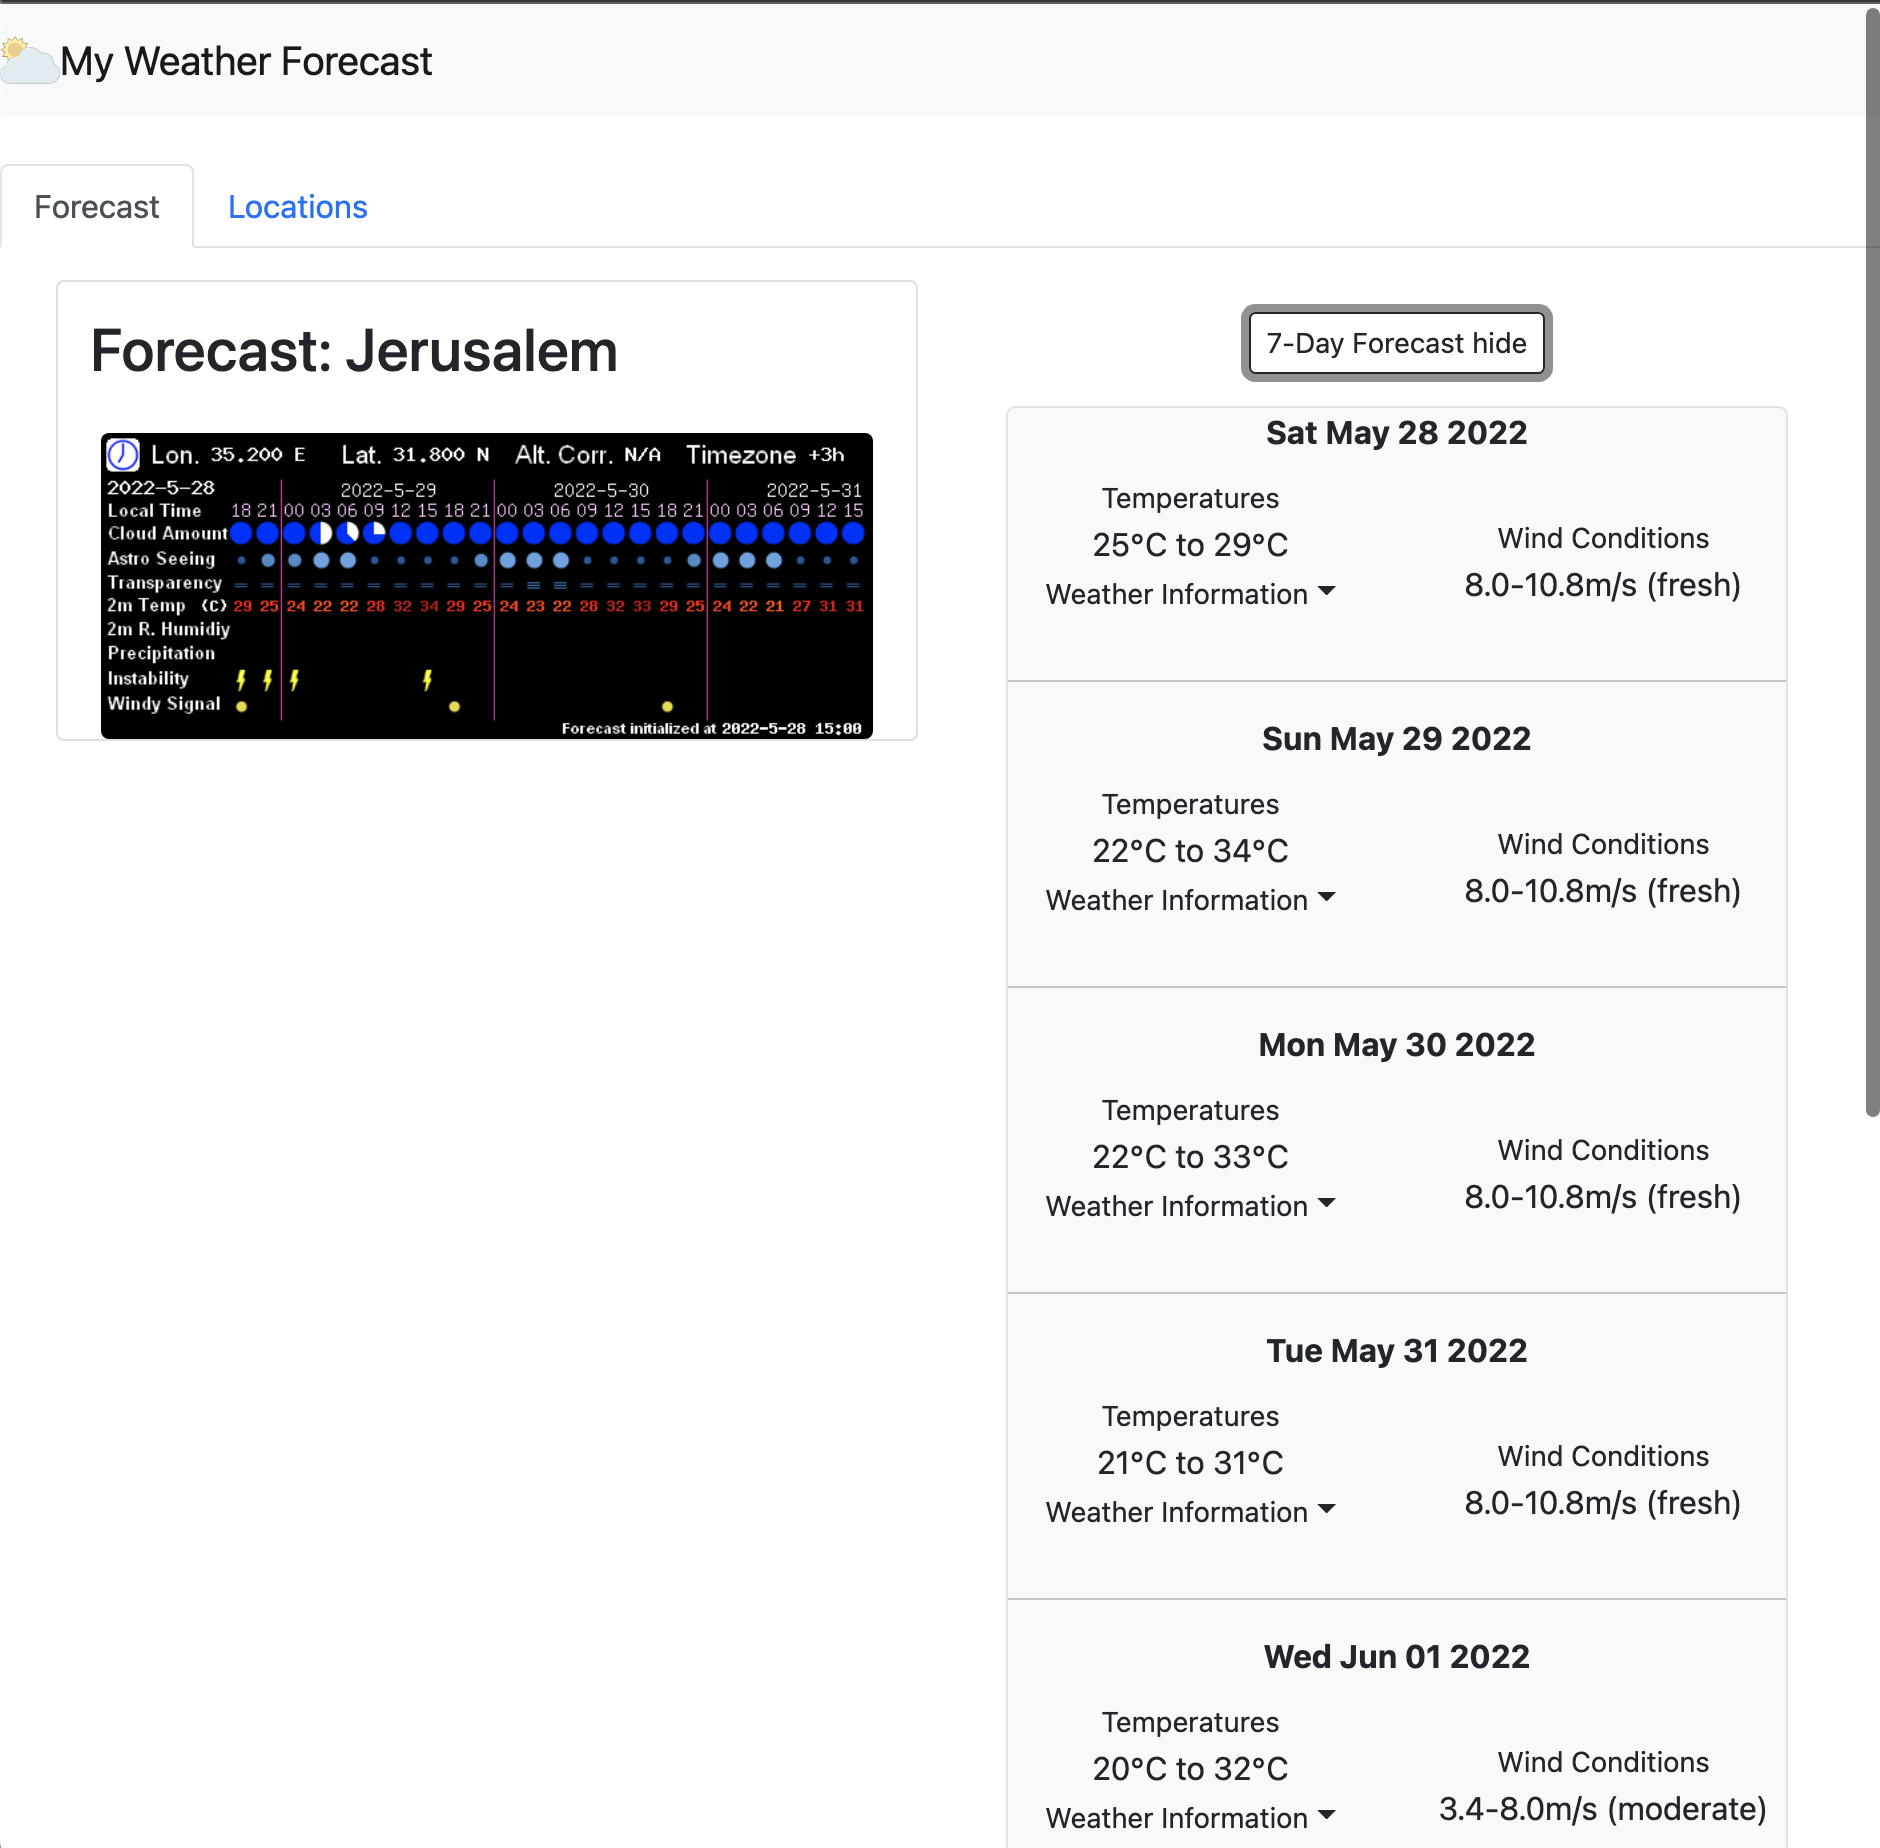 My Weather Forecast
Forecast
Locations
Forecast: Jerusalem
Lon. 35.200 E Lat. 31.800 N Alt. Corr. N/A Timezone +3h
2022-5-28 2022-5-29 2022-5-30 2022-5-31
Local Time 18 21 00 03 06 09 12 15 18 21 00 03 06 09 12 15 18 21 00 03 06 09 12 15
Cloud Amount
Astro Seeing
Transparency
2m Temp (C) 29 25 24 22 22 28 32 34 29 25 24 23 22 28 32 33 29 25 24 22 21 27 31 31
2m R. Humidiy
Precipitation
Instability
Windy Signal
Forecast initialized at 2022-5-28 15:00
7-Day Forecast hide
Sat May 28 2022
Temperatures
25°C to 29°C
Weather Information
Wind Conditions
8.0-10.8m/s (fresh)
Sun May 29 2022
Temperatures
22°C to 34°C
Weather Information
Wind Conditions
8.0-10.8m/s (fresh)
Mon May 30 2022
Temperatures
22°C to 33°C
Weather Information
Wind Conditions
8.0-10.8m/s (fresh)
Tue May 31 2022
Temperatures
21°C to 31°C
Weather Information
Wind Conditions
8.0-10.8m/s (fresh)
Wed Jun 01 2022
Temperatures
20°C to 32°C
Weather Information
Wind Conditions
3.4-8.0m/s (moderate)